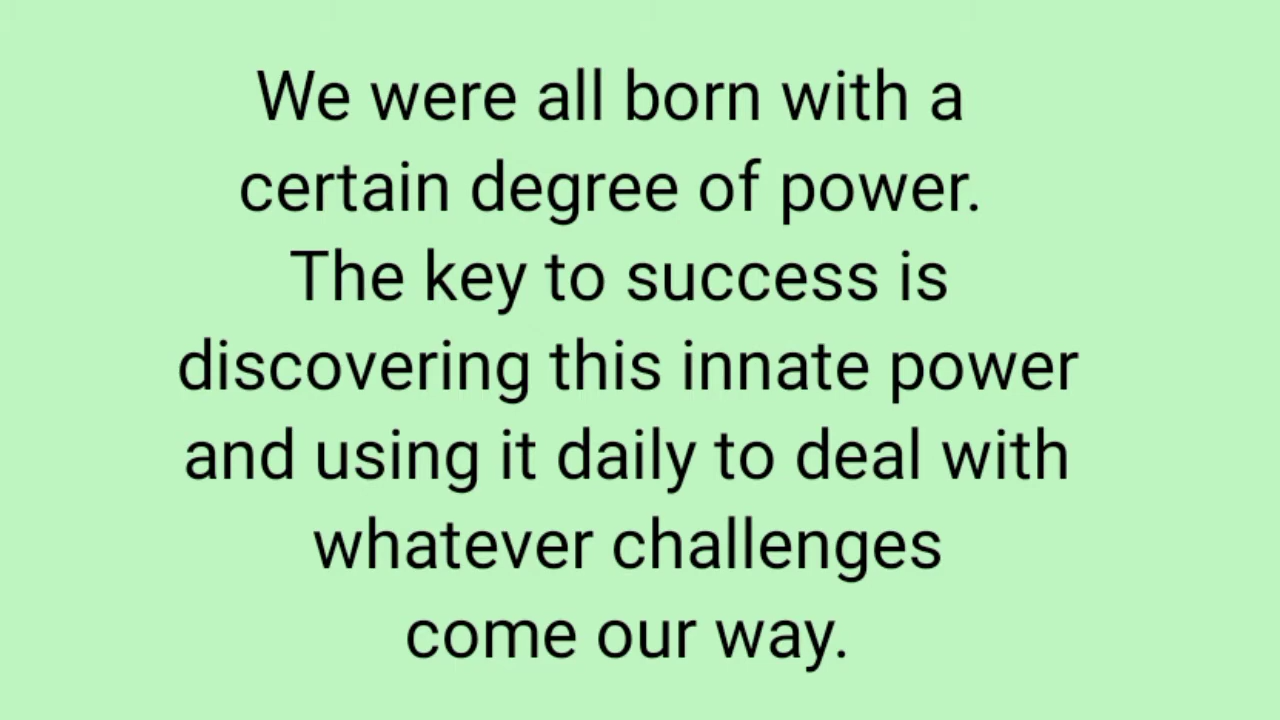 We were all born with a
certain degree of power.
The key to success is
discovering this innate power
and using it daily to deal with
whatever challenges
come our way.